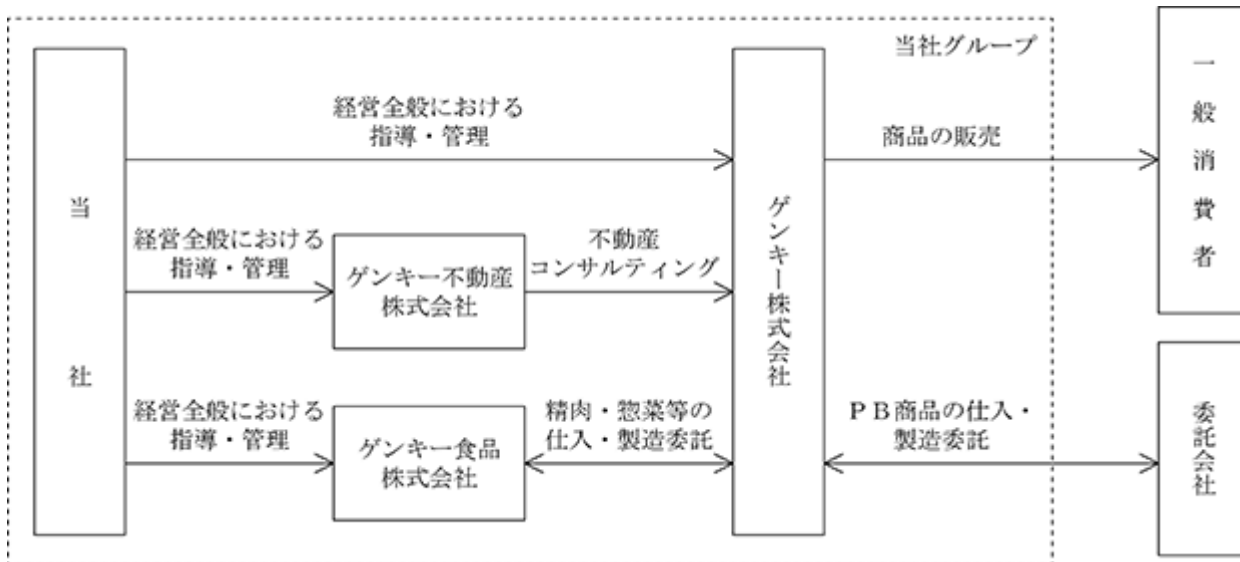 当社グループ
当社
経営全般における
指導・管理
商品の販売
一般消費者
経営全般における
指導・管理
ゲンキー不動産
株式会社
不動産
コンサルティング
ゲンキー株式会社
経営全般における
指導・管理
ゲンキー食品
株式会社
精肉・惣菜等の
仕入・製造委託
ＰＢ商品の仕入・
製造委託
委託会社